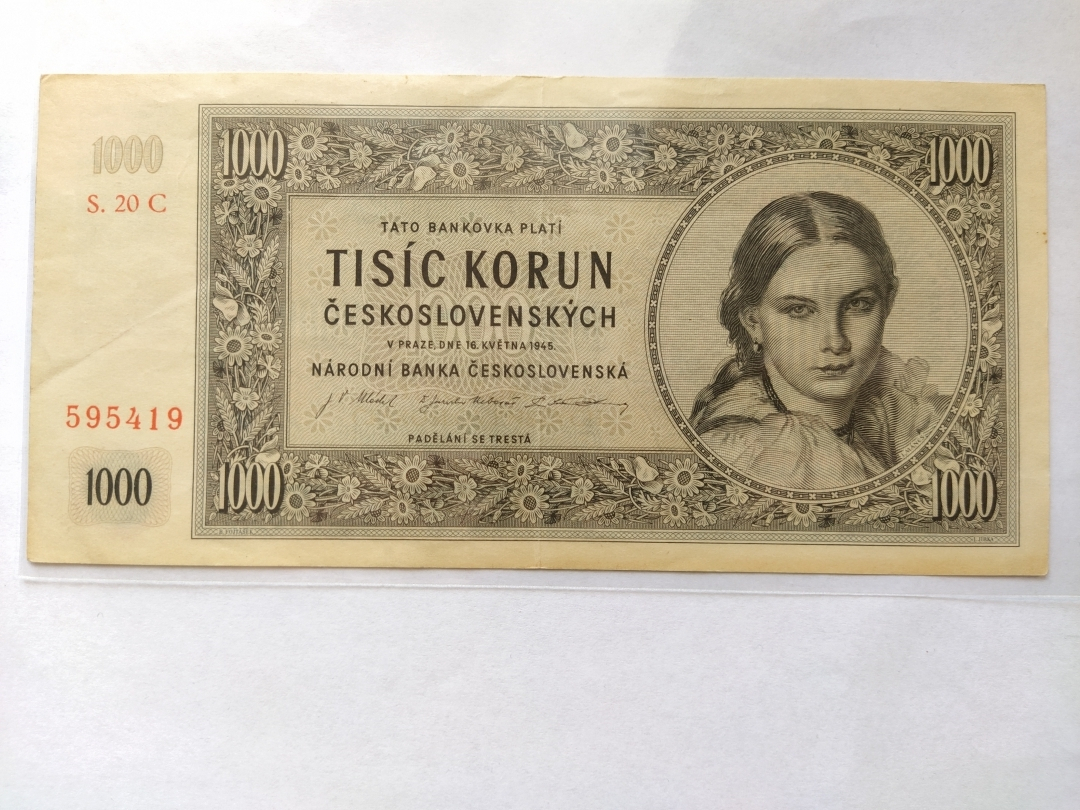 1000
S. 20 C
595419
1000
1000
1000
TATO BANKOVKA PLATÍ
TISÍC KORUN
ČESKOSLOVENSKÝCH
V PRAZE, DNE 16. KVĚTNA 1945.
NÁRODNÍ BANKA ČESKOSLOVENSKÁ
PADĚLÁNÍ SE TRESTÁ
1000
1000